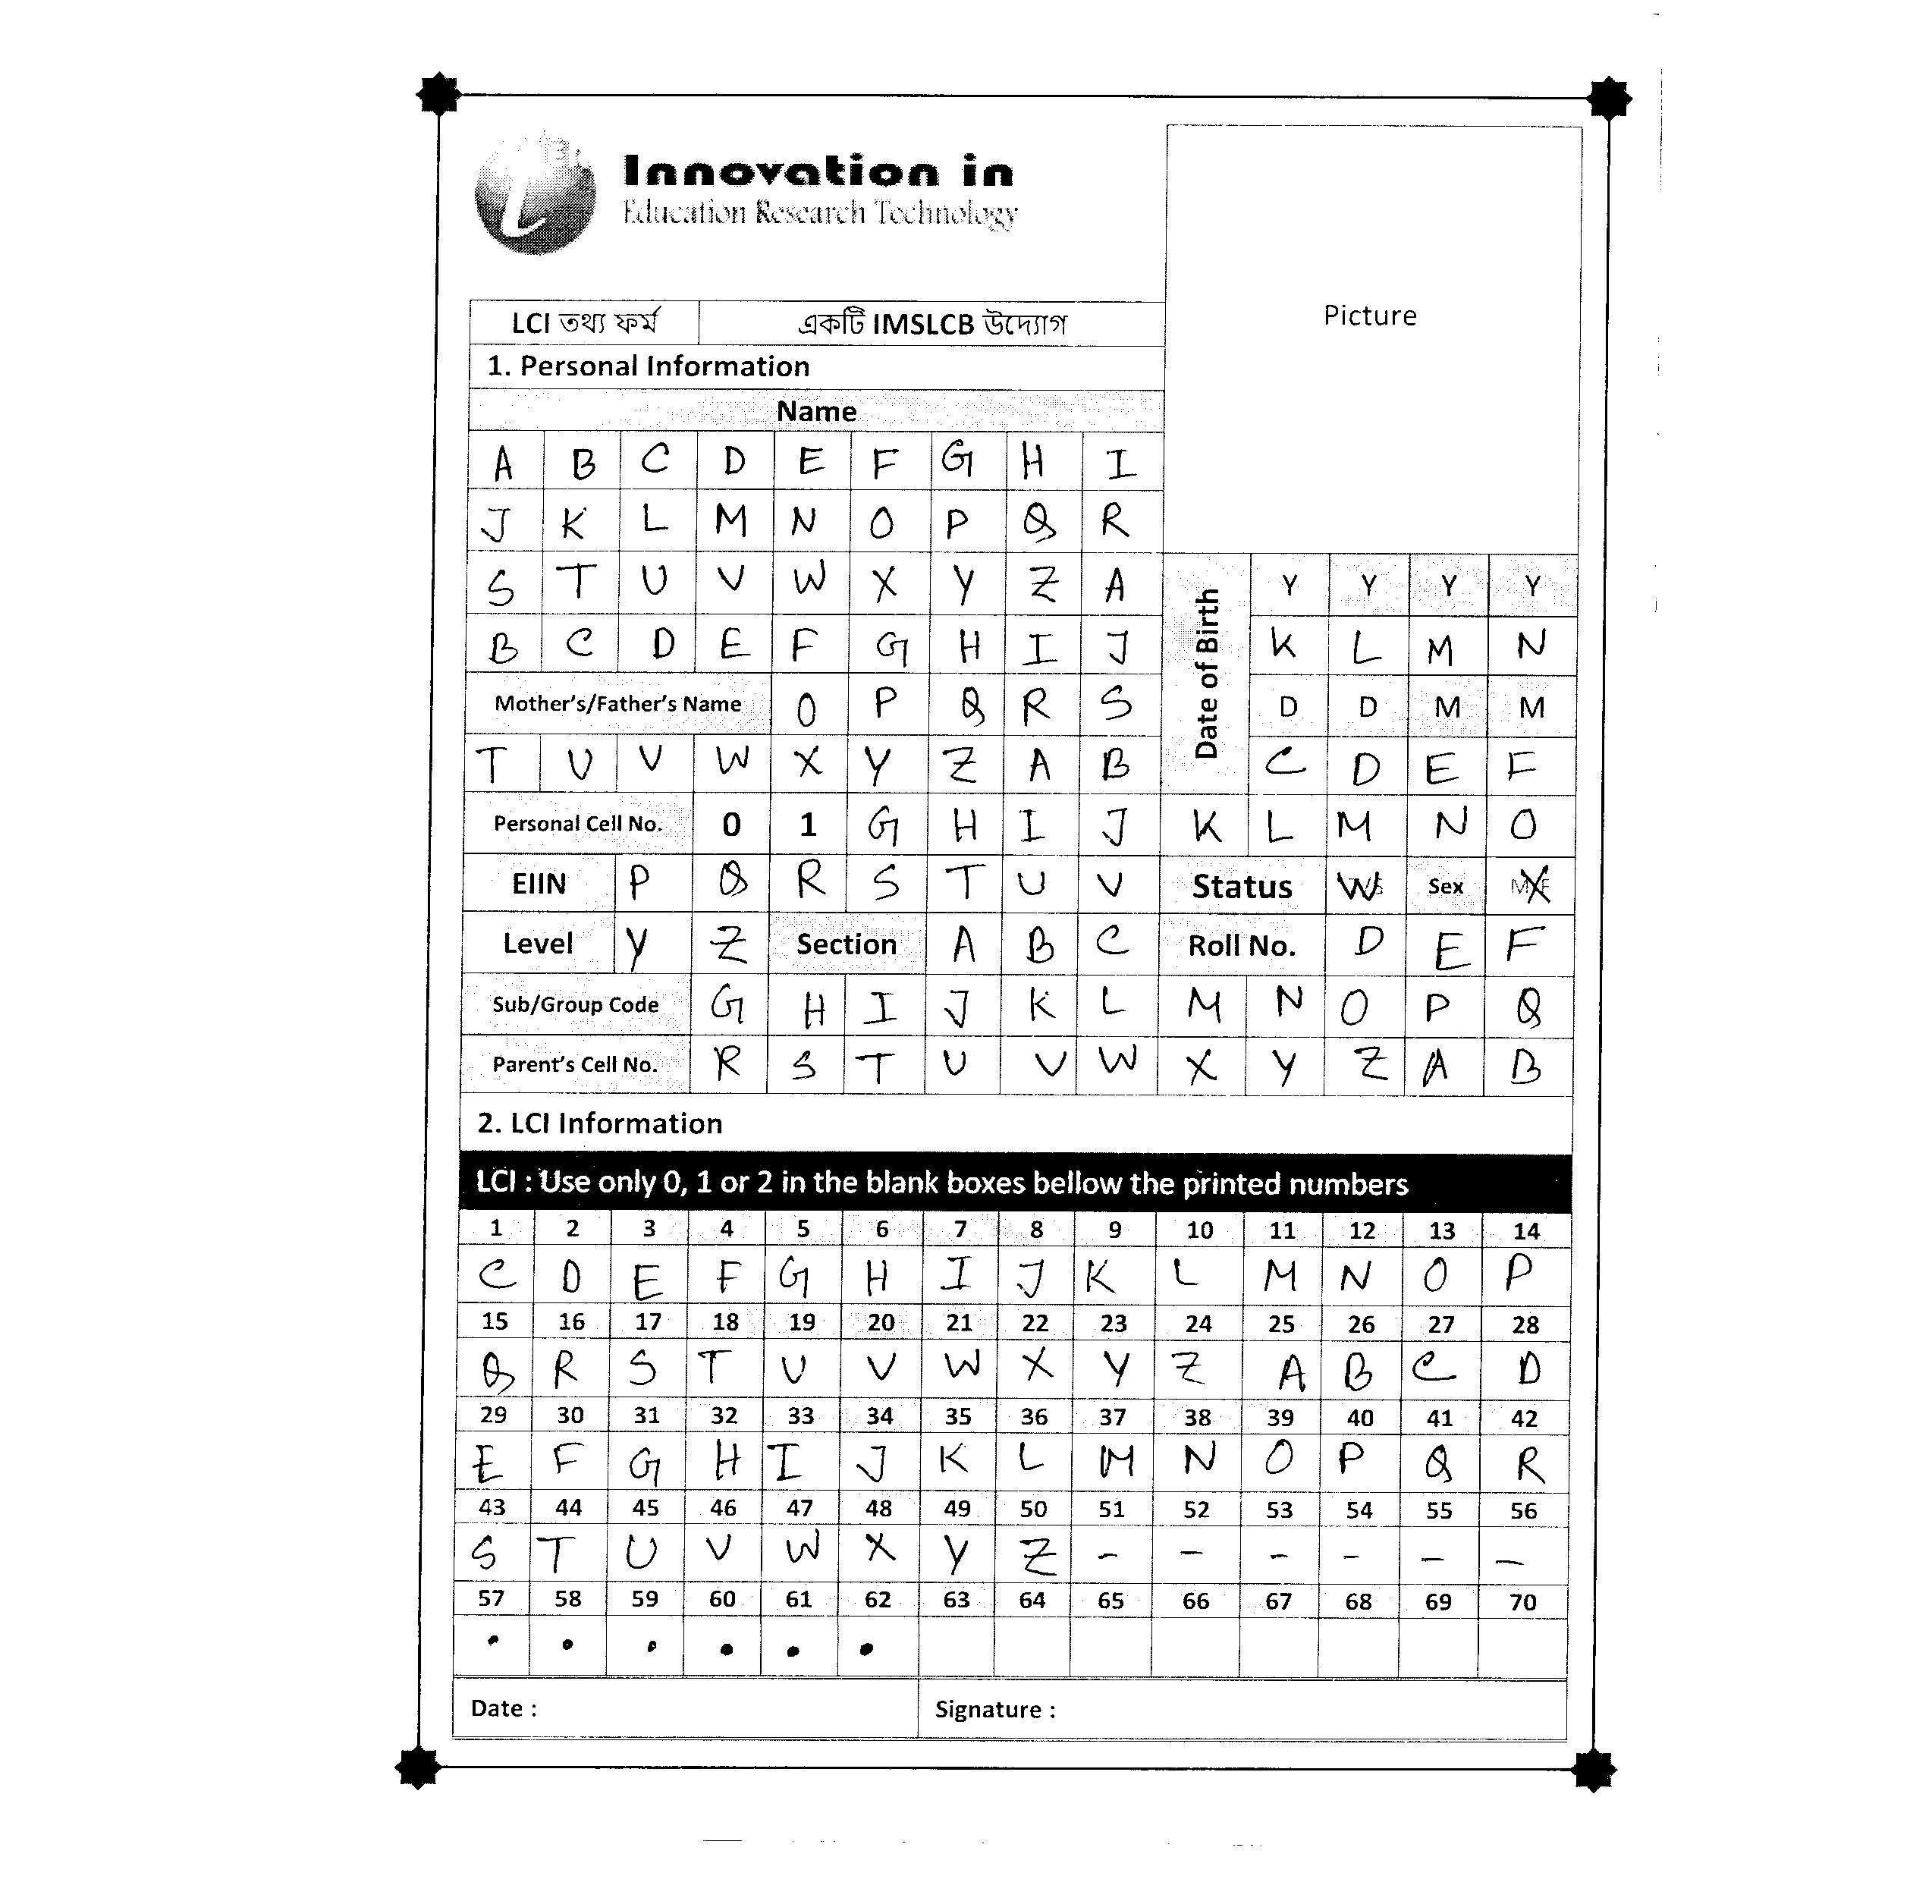 Innovation in
Education Research Technology
Picture
LCI তথ্য ফর্ম একটি IMSLCB উদ্যোগ
1. Personal Information
Name
A B C D E F G H I
J K L M N O P Q R
S T U V W X Y Z A
Date of Birth Y Y Y Y
B C D E F G H I J K L M N
Mother's/Father's Name O P Q R S D D M M
T U V W X Y Z A B C D E F
Personal Cell No. 0 1 G H I J K L M N O
EIIN P Q R S T U V Status W Sex X
Level Y Z Section A B C Roll No. D E F
Sub/Group Code G H I J K L M N O P Q
Parent's Cell No. R S T U V W X Y Z A B
2. LCI Information
LCI : Use only 0, 1 or 2 in the blank boxes bellow the printed numbers
1 2 3 4 5 6 7 8 9 10 11 12 13 14
C D E F G H I J K L M N O P
15 16 17 18 19 20 21 22 23 24 25 26 27 28
Q R S T U V W X Y Z A B C D
29 30 31 32 33 34 35 36 37 38 39 40 41 42
E F G H I J K L M N O P Q R
43 44 45 46 47 48 49 50 51 52 53 54 55 56
S T U V W X Y Z - - - - - -
57 58 59 60 61 62 63 64 65 66 67 68 69 70
. . . . . .
Date : Signature :